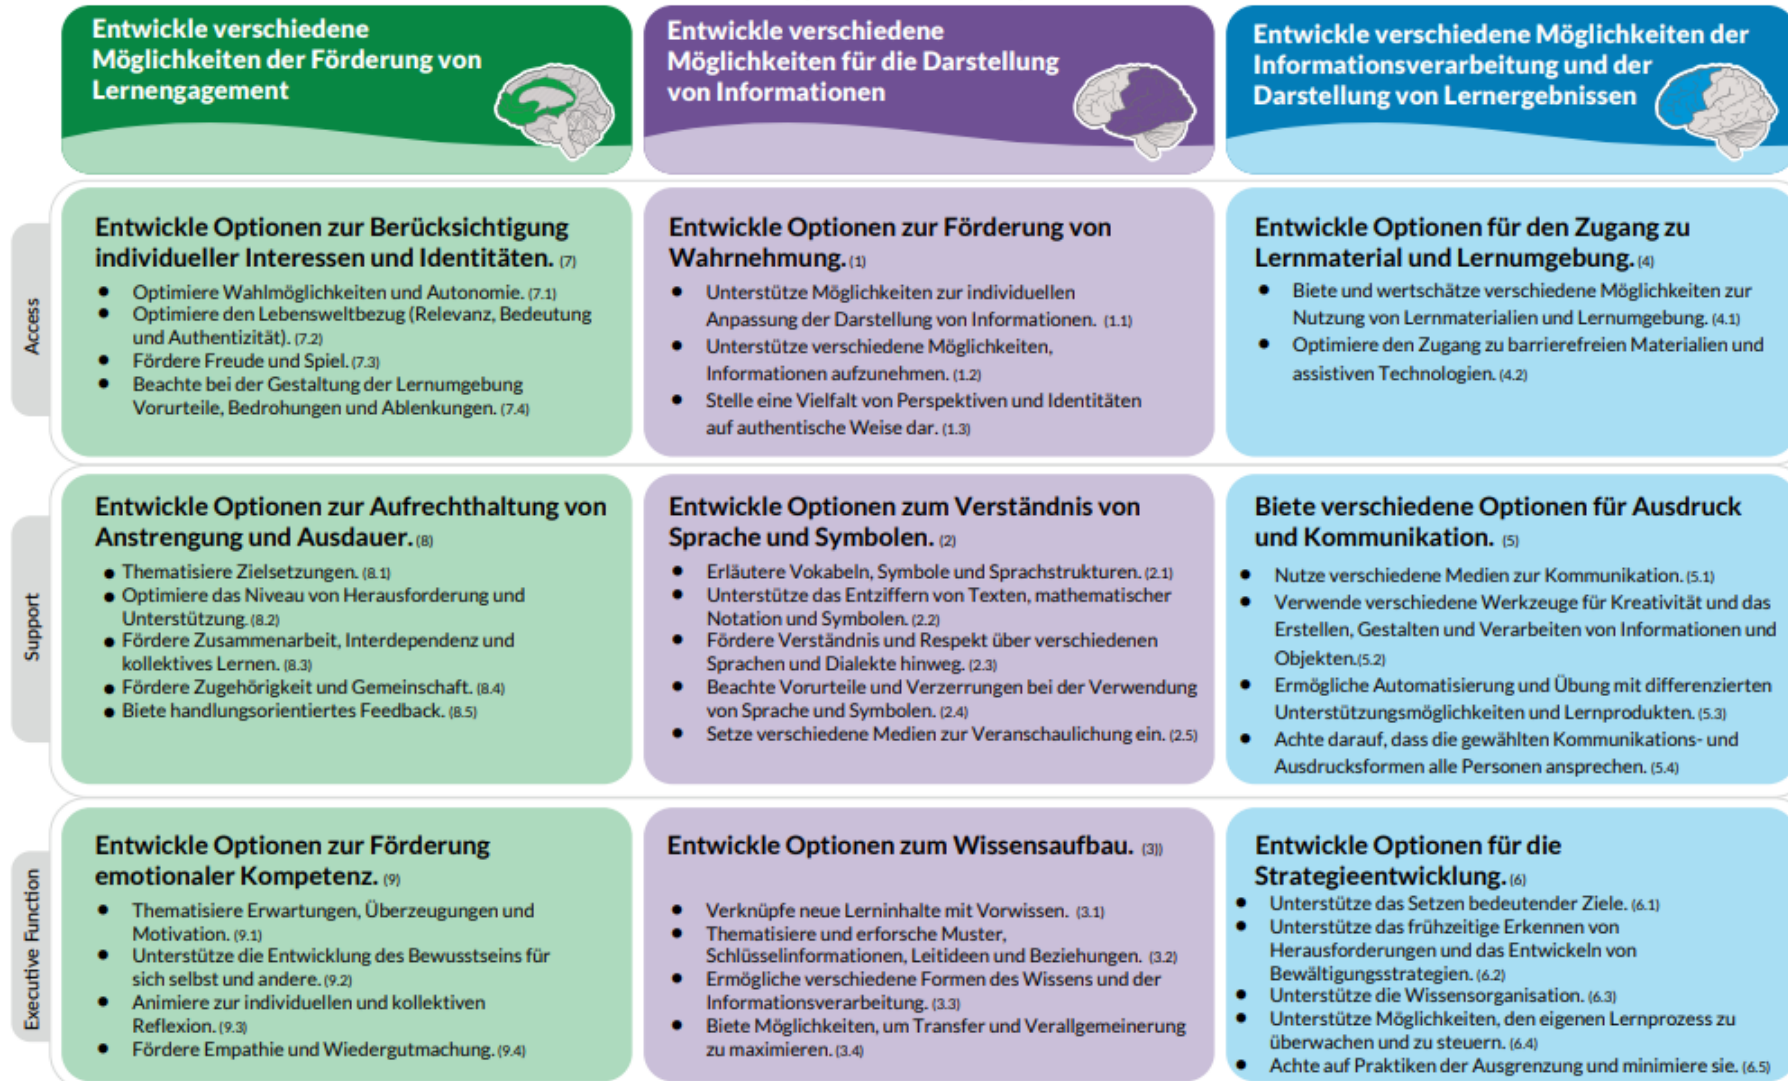 Entwickle verschiedene
Möglichkeiten der Förderung von
Lernengagement
Entwickle verschiedene
Möglichkeiten für die Darstellung
von Informationen
Entwickle verschiedene Möglichkeiten der
Informationsverarbeitung und der
Darstellung von Lernergebnissen
Access
Entwickle Optionen zur Berücksichtigung
individueller Interessen und Identitäten. (7)
• Optimiere Wahlmöglichkeiten und Autonomie. (7.1)
• Optimiere den Lebensweltbezug (Relevanz, Bedeutung
und Authentizität). (7.2)
• Fördere Freude und Spiel. (7.3)
• Beachte bei der Gestaltung der Lernumgebung
Vorurteile, Bedrohungen und Ablenkungen. (7.4)
Entwickle Optionen zur Förderung von
Wahrnehmung. (1)
• Unterstütze Möglichkeiten zur individuellen
Anpassung der Darstellung von Informationen. (1.1)
• Unterstütze verschiedene Möglichkeiten,
Informationen aufzunehmen. (1.2)
• Stelle eine Vielfalt von Perspektiven und Identitäten
auf authentische Weise dar. (1.3)
Entwickle Optionen für den Zugang zu
Lernmaterial und Lernumgebung. (4)
• Biete und wertschätze verschiedene Möglichkeiten zur
Nutzung von Lernmaterialien und Lernumgebung. (4.1)
• Optimiere den Zugang zu barrierefreien Materialien und
assistiven Technologien. (4.2)
Support
Entwickle Optionen zur Aufrechthaltung von
Anstrengung und Ausdauer. (8)
• Thematisiere Zielsetzungen. (8.1)
• Optimiere das Niveau von Herausforderung und
Unterstützung. (8.2)
• Fördere Zusammenarbeit, Interdependenz und
kollektives Lernen. (8.3)
• Fördere Zugehörigkeit und Gemeinschaft. (8.4)
• Biete handlungsorientiertes Feedback. (8.5)
Entwickle Optionen zum Verständnis von
Sprache und Symbolen. (2)
• Erläutere Vokabeln, Symbole und Sprachstrukturen. (2.1)
• Unterstütze das Entziffern von Texten, mathematischer
Notation und Symbolen. (2.2)
• Fördere Verständnis und Respekt über verschiedenen
Sprachen und Dialekte hinweg. (2.3)
• Beachte Vorurteile und Verzerrungen bei der Verwendung
von Sprache und Symbolen. (2.4)
• Setze verschiedene Medien zur Veranschaulichung ein. (2.5)
Biete verschiedene Optionen für Ausdruck
und Kommunikation. (5)
• Nutze verschiedene Medien zur Kommunikation. (5.1)
• Verwende verschiedene Werkzeuge für Kreativität und das
Erstellen, Gestalten und Verarbeiten von Informationen und
Objekten.(5.2)
• Ermögliche Automatisierung und Übung mit differenzierten
Unterstützungsmöglichkeiten und Lernprodukten. (5.3)
• Achte darauf, dass die gewählten Kommunikations- und
Ausdrucksformen alle Personen ansprechen. (5.4)
Executive Function
Entwickle Optionen zur Förderung
emotionaler Kompetenz. (9)
• Thematisiere Erwartungen, Überzeugungen und
Motivation. (9.1)
• Unterstütze die Entwicklung des Bewusstseins für
sich selbst und andere. (9.2)
• Animiere zur individuellen und kollektiven
Reflexion. (9.3)
• Fördere Empathie und Wiedergutmachung. (9.4)
Entwickle Optionen zum Wissensaufbau. (3))
• Verknüpfe neue Lerninhalte mit Vorwissen. (3.1)
• Thematisiere und erforsche Muster,
Schlüsselinformationen, Leitideen und Beziehungen. (3.2)
• Ermögliche verschiedene Formen des Wissens und der
Informationsverarbeitung. (3.3)
• Biete Möglichkeiten, um Transfer und Verallgemeinerung
zu maximieren. (3.4)
Entwickle Optionen für die
Strategieentwicklung. (6)
• Unterstütze das Setzen bedeutender Ziele. (6.1)
• Unterstütze das frühzeitige Erkennen von
Herausforderungen und das Entwickeln von
Bewältigungsstrategien. (6.2)
• Unterstütze die Wissensorganisation. (6.3)
• Unterstütze Möglichkeiten, den eigenen Lernprozess zu
überwachen und zu steuern. (6.4)
• Achte auf Praktiken der Ausgrenzung und minimiere sie. (6.5)